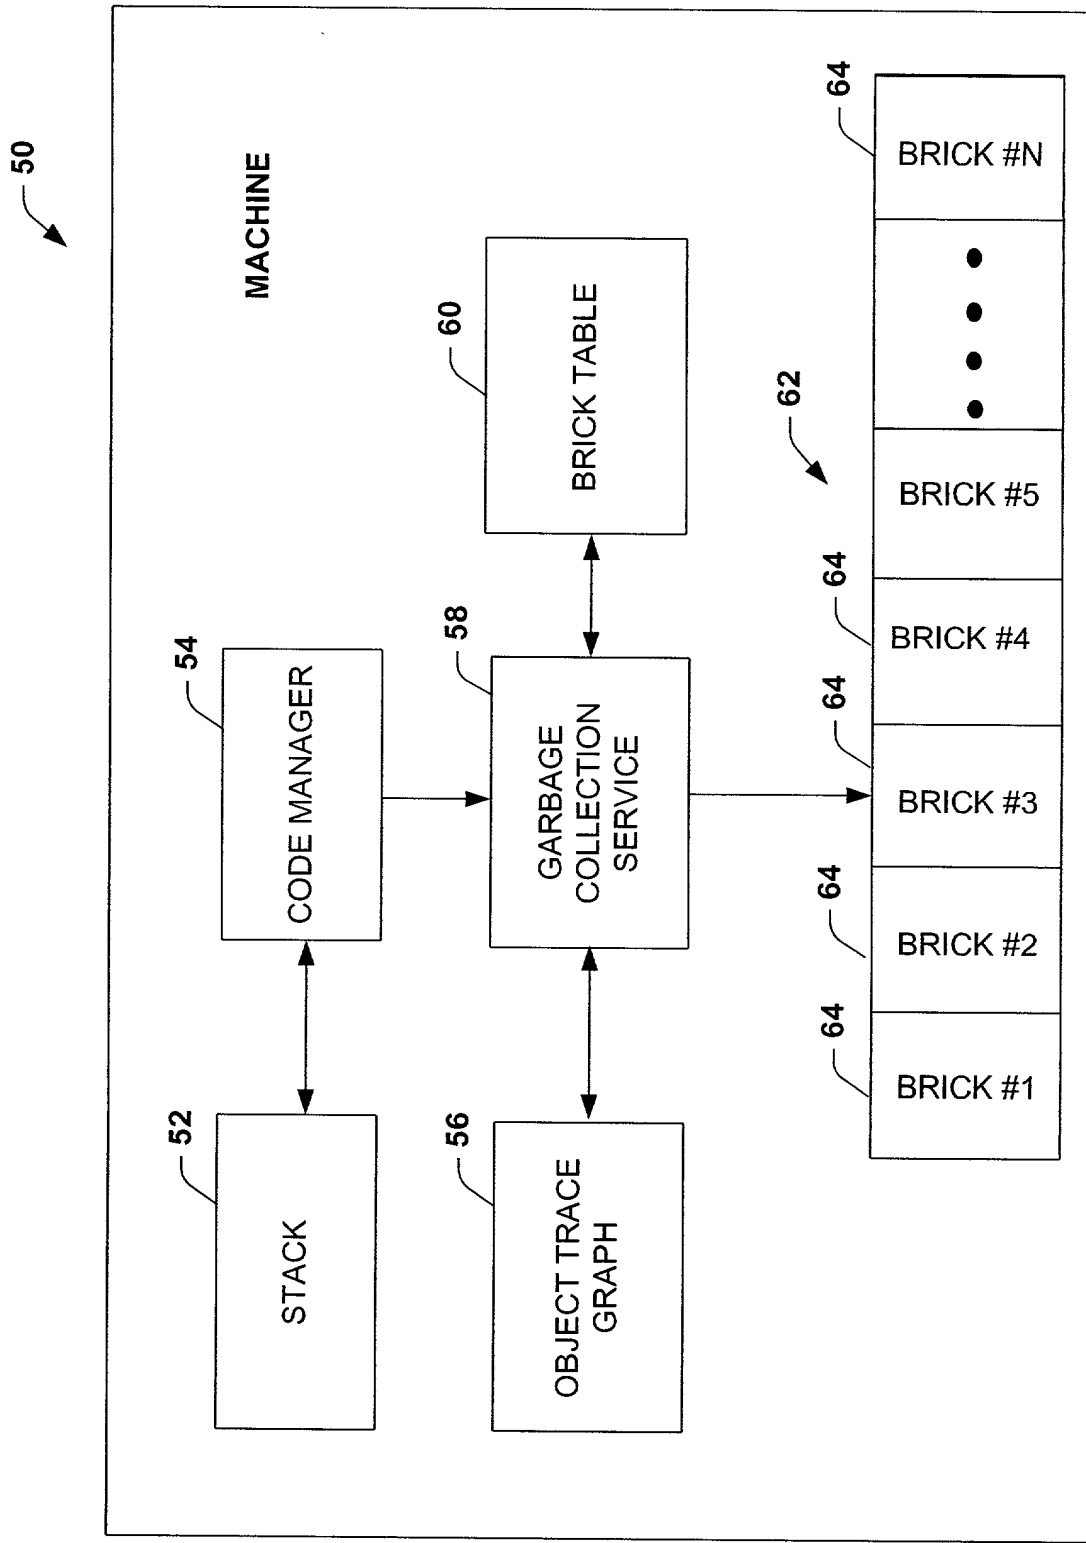 50
MACHINE
52
STACK
54
CODE MANAGER
56
OBJECT TRACE
GRAPH
58
GARBAGE
COLLECTION
SERVICE
60
BRICK TABLE
62
64
BRICK #1
64
BRICK #2
64
BRICK #3
64
BRICK #4
BRICK #5
64
BRICK #N